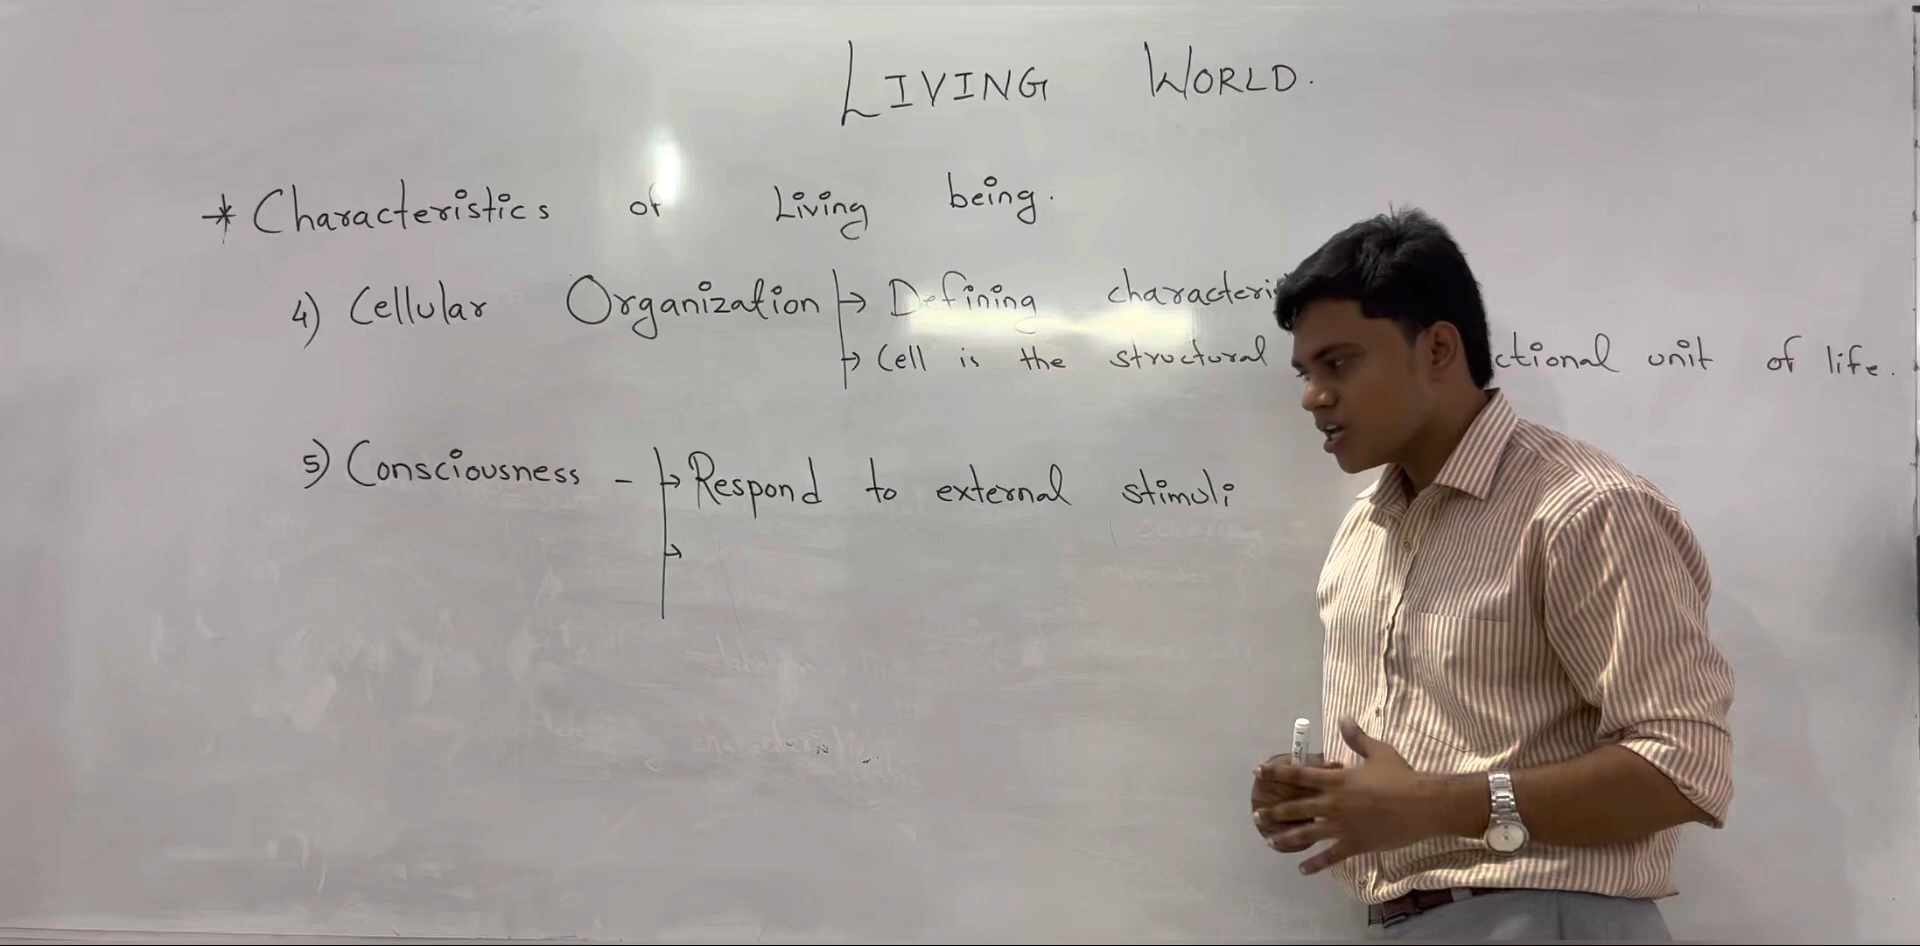 LIVING WORLD.
* Characteristics of Living being.
4) Cellular Organization → Defining
→ Cell is the structural unit of life.
5) Consciousness - → Respond to external stimuli
→